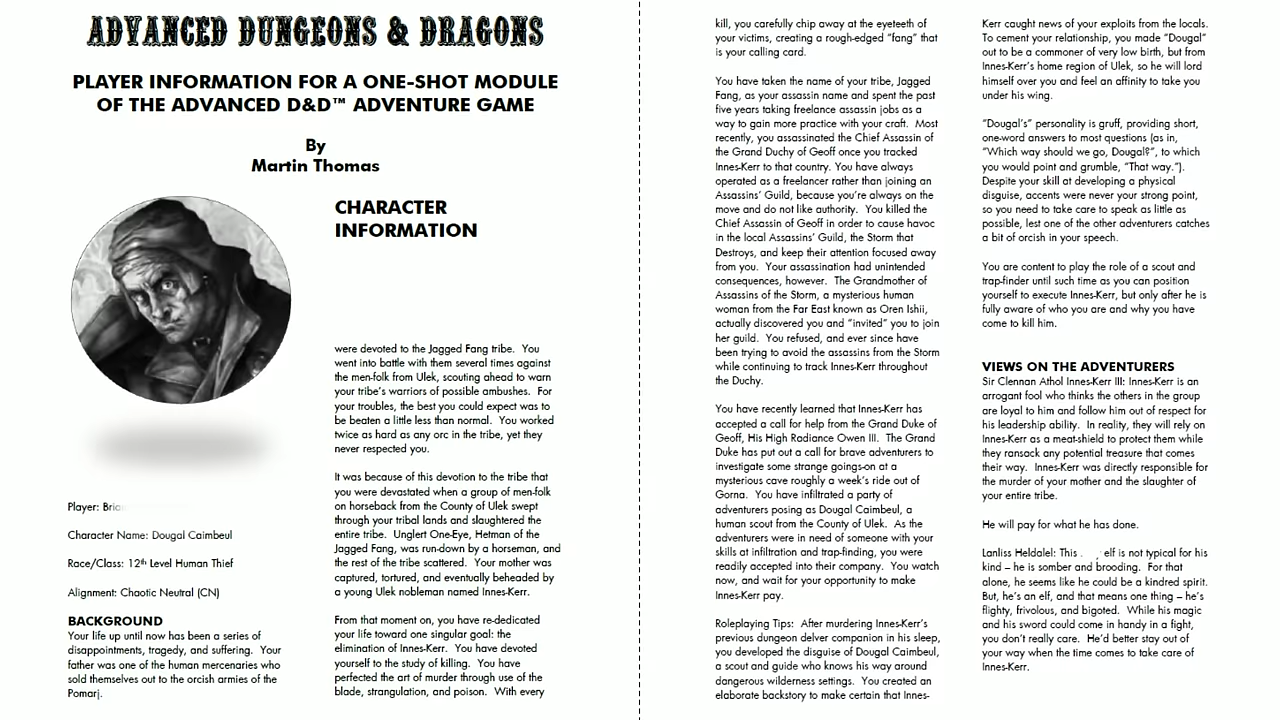 ADVANCED DUNGEONS & DRAGONS
PLAYER INFORMATION FOR A ONE-SHOT MODULE
OF THE ADVANCED D&D™ ADVENTURE GAME
By
Martin Thomas
CHARACTER
INFORMATION
Player: Bria
Character Name: Dougal Caimbeul
Race/Class: 12th Level Human Thief
Alignment: Chaotic Neutral (CN)
BACKGROUND
Your life up until now has been a series of
disappointments, tragedy, and suffering. Your
father was one of the human mercenaries who
sold themselves out to the orcish armies of the
Pomarj.
were devoted to the Jagged Fang tribe. You
went into battle with them several times against
the men-folk from Ulek, scouting ahead to warn
your tribe's warriors of possible ambushes. For
your troubles, the best you could expect was to
be beaten a little less than normal. You worked
twice as hard as any orc in the tribe, yet they
never respected you.
It was because of this devotion to the tribe that
you were devastated when a group of men-folk
on horseback from the County of Ulek swept
through your tribal lands and slaughtered the
entire tribe. Unglert One-Eye, Hetman of the
Jagged Fang, was run-down by a horseman, and
the rest of the tribe scattered. Your mother was
captured, tortured, and eventually beheaded by
a young Ulek nobleman named Innes-Kerr.
From that moment on, you have re-dedicated
your life toward one singular goal: the
elimination of Innes-Kerr. You have devoted
yourself to the study of killing. You have
perfected the art of murder through use of the
blade, strangulation, and poison. With every
kill, you carefully chip away at the eyeteeth of
your victims, creating a rough-edged "fang" that
is your calling card.
You have taken the name of your tribe, Jagged
Fang, as your assassin name and spent the past
five years taking freelance assassin jobs as a
way to gain more practice with your craft. Most
recently, you assassinated the Chief Assassin of
the Grand Duchy of Geoff once you tracked
Innes-Kerr to that country. You have always
operated as a freelancer rather than joining an
Assassins' Guild, because you're always on the
move and do not like authority. You killed the
Chief Assassin of Geoff in order to cause havoc
in the local Assassins' Guild, the Storm that
Destroys, and keep their attention focused away
from you. Your assassination had unintended
consequences, however. The Grandmother of
Assassins of the Storm, a mysterious human
woman from the Far East known as Oren Ishii,
actually discovered you and "invited" you to join
her guild. You refused, and ever since have
been trying to avoid the assassins from the Storm
while continuing to track Innes-Kerr throughout
the Duchy.
You have recently learned that Innes-Kerr has
accepted a call for help from the Grand Duke of
Geoff, His High Radiance Owen III. The Grand
Duke has put out a call for brave adventurers to
investigate some strange goings-on at a
mysterious cave roughly a week's ride out of
Gorna. You have infiltrated a party of
adventurers posing as Dougal Caimbeul, a
human scout from the County of Ulek. As the
adventurers were in need of someone with your
skills at infiltration and trap-finding, you were
readily accepted into their company. You watch
now, and wait for your opportunity to make
Innes-Kerr pay.
Roleplaying Tips: After murdering Innes-Kerr's
previous dungeon delver companion in his sleep,
you developed the disguise of Dougal Caimbeul,
a scout and guide who knows his way around
dangerous wilderness settings. You created an
elaborate backstory to make certain that Innes-
Kerr caught news of your exploits from the locals.
To cement your relationship, you made "Dougal"
out to be a commoner of very low birth, but from
Innes-Kerr's home region of Ulek, so he will lord
himself over you and feel an affinity to take you
under his wing.
"Dougal's" personality is gruff, providing short,
one-word answers to most questions (as in,
"Which way should we go, Dougal?", to which
you would point and grumble, "That way.").
Despite your skill at developing a physical
disguise, accents were never your strong point,
so you need to take care to speak as little as
possible, lest one of the other adventurers catches
a bit of orcish in your speech.
You are content to play the role of a scout and
trap-finder until such time as you can position
yourself to execute Innes-Kerr, but only after he is
fully aware of who you are and why you have
come to kill him.
VIEWS ON THE ADVENTURERS
Sir Clennan Athol Innes-Kerr III: Innes-Kerr is an
arrogant fool who thinks the others in the group
are loyal to him and follow him out of respect for
his leadership ability. In reality, they will rely on
Innes-Kerr as a meat-shield to protect them while
they ransack any potential treasure that comes
their way. Innes-Kerr was directly responsible for
the murder of your mother and the slaughter of
your entire tribe.
He will pay for what he has done.
Lanliss Heldalel: This elf is not typical for his
kind – he is somber and brooding. For that
alone, he seems like he could be a kindred spirit.
But, he's an elf, and that means one thing – he's
flighty, frivolous, and bigoted. While his magic
and his sword could come in handy in a fight,
you don't really care. He'd better stay out of
your way when the time comes to take care of
Innes-Kerr.